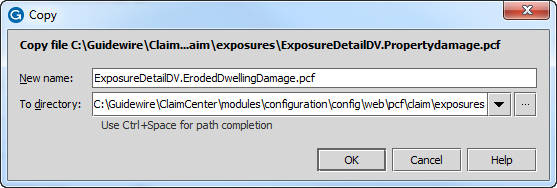 Copy
Copy file C:\Guidewire\Claim...aim\exposures\ExposureDetailDV.Propertydamage.pcf
New name: ExposureDetailDV.ErodedDwellingDamage.pcf
To directory: C:\Guidewire\ClaimCenter\modules\configuration\config\web\pcf\claim\exposures ...
Use Ctrl+Space for path completion
OK Cancel Help